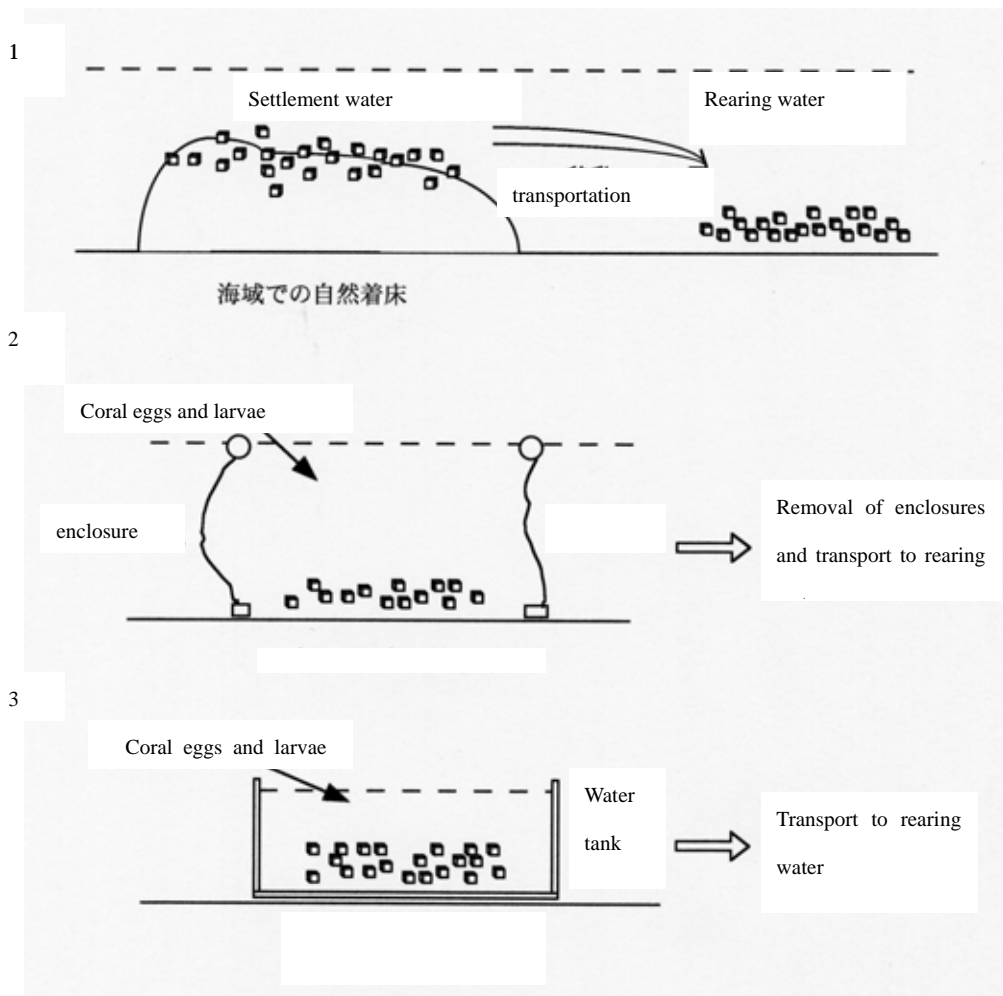 1
Settlement water
Rearing water
transportation
海域での自然着床
2
Coral eggs and larvae
enclosure
Removal of enclosures
and transport to rearing
3
Coral eggs and larvae
Water
tank
Transport to rearing
water